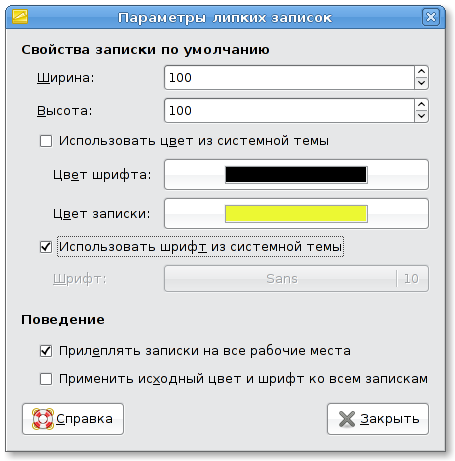 Параметры липких записок
Свойства записки по умолчанию
Ширина: 100
Высота: 100
Использовать цвет из системной темы
Цвет шрифта:
Цвет записки:
Использовать шрифт из системной темы
Шрифт: Sans 10
Поведение
Прилеплять записки на все рабочие места
Применить исходный цвет и шрифт ко всем запискам
Справка Закрыть